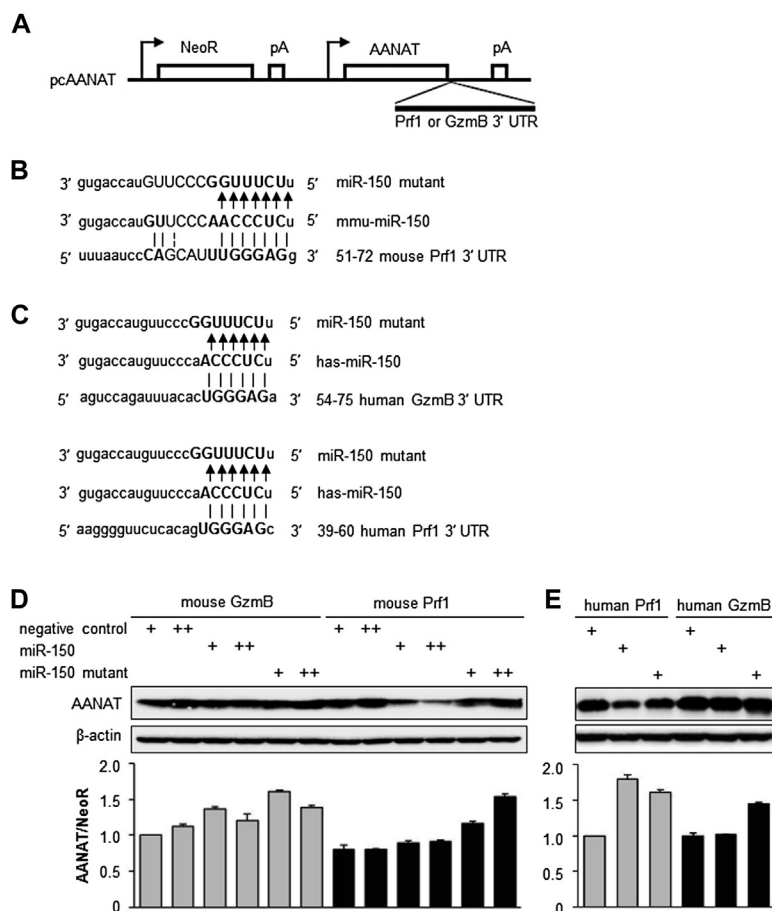 A
NeoR pA AANAT pA
pcAANAT
Prf1 or GzmB 3′ UTR
B
3′ gugaccauGUUCCCGGUUUCUu 5′ miR-150 mutant
3′ gugaccauGUUCCCAACCCUCu 5′ mmu-miR-150
5′ uuuaaucccCAGCAUUUGGGAGg 3′ 51-72 mouse Prf1 3′ UTR
C
3′ gugaccauguucccGGUUUCUu 5′ miR-150 mutant
3′ gugaccauguucccaACCCUCu 5′ has-miR-150
5′ aguccagauuuacacUGGGAGa 3′ 54-75 human GzmB 3′ UTR
3′ gugaccauguucccGGUUUCUu 5′ miR-150 mutant
3′ gugaccauguucccaACCCUCu 5′ has-miR-150
5′ aagggguucucacagUGGGAGc 3′ 39-60 human Prf1 3′ UTR
D
mouse GzmB mouse Prf1
negative control + ++ + ++
miR-150 + ++ + ++
miR-150 mutant + ++ + ++
AANAT
β-actin
AANAT/NeoR
2.0
1.5
1.0
0.5
0
E
human Prf1 human GzmB
+ +
+ +
+ +
2.0
1.5
1.0
0.5
0